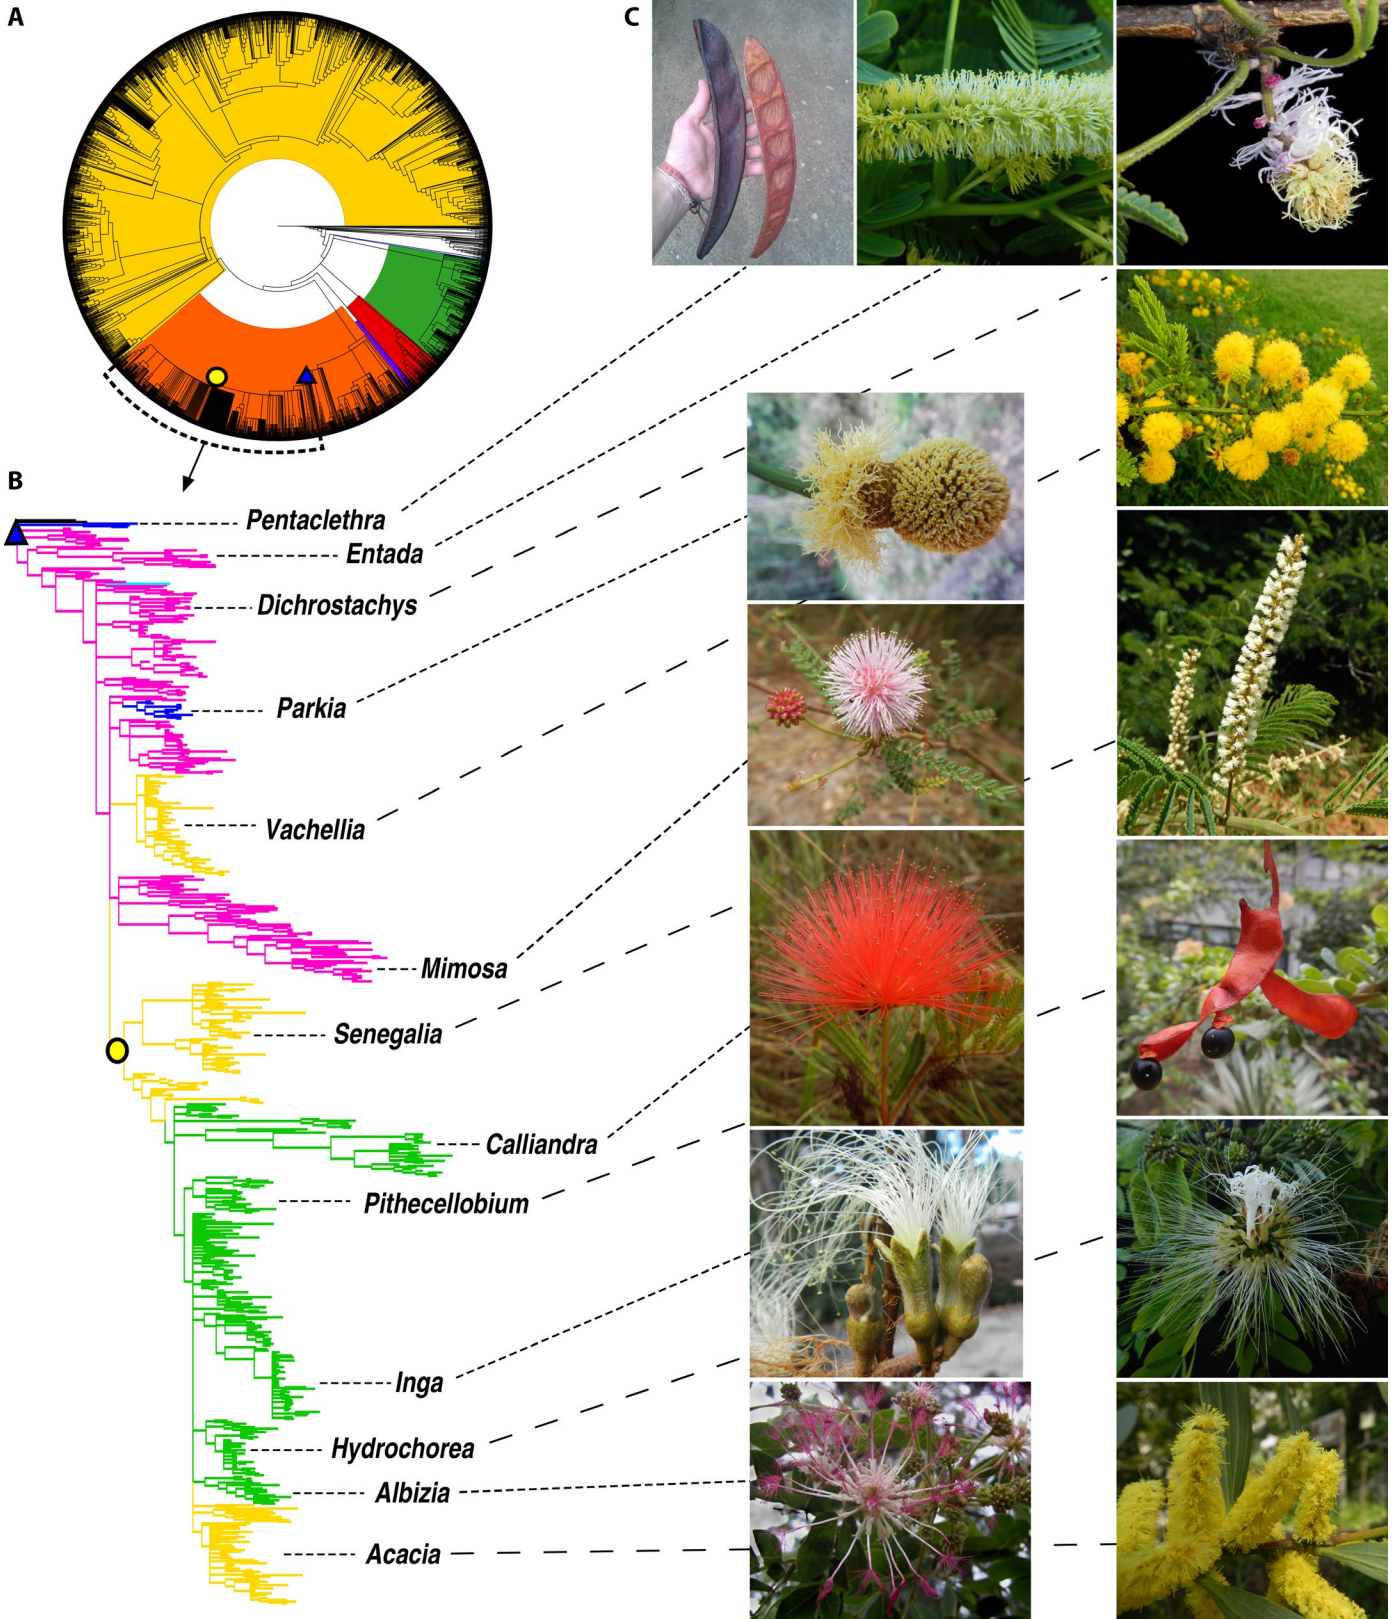 A
C
B
Pentaclethra
Entada
Dichrostachys
Parkia
Vachellia
Mimosa
Senegalia
Calliandra
Pithecellobium
Inga
Hydrochorea
Albizia
Acacia